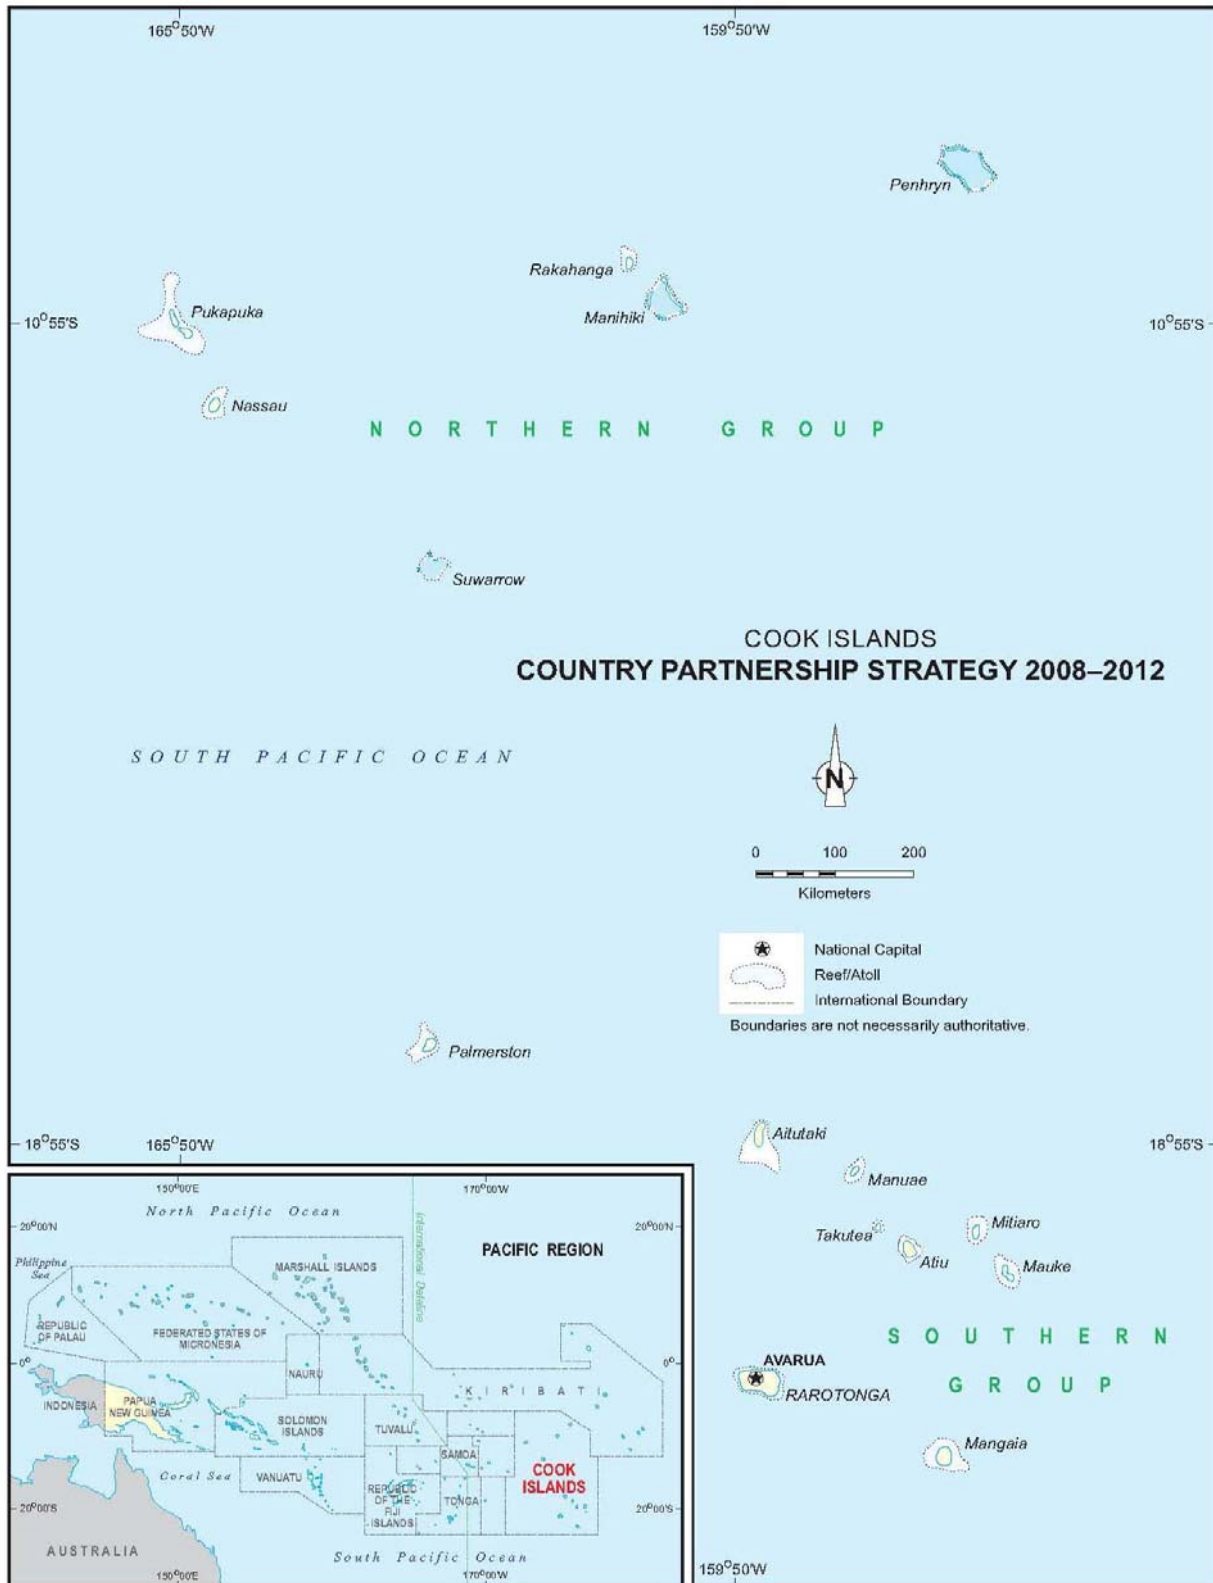 165°50'W
159°50'W
Penhryn
Rakahanga
Manihiki
Pukapuka
10°55'S
10°55'S
Nassau
NORTHERN GROUP
Suwarrow
COOK ISLANDS
COUNTRY PARTNERSHIP STRATEGY 2008–2012
SOUTH PACIFIC OCEAN
N
0 100 200
Kilometers
National Capital
Reef/Atoll
International Boundary
Boundaries are not necessarily authoritative.
Palmerston
18°55'S
165°50'W
18°55'S
Aitutaki
Manuae
Takutea
Mitiaro
Atiu
Mauke
SOUTHERN
GROUP
AVARUA
RAROTONGA
Mangaia
159°50'W
150°00'E
170°00'W
North Pacific Ocean
20°00'N
20°00'N
International Dateline
PACIFIC REGION
Philippine
Sea
MARSHALL ISLANDS
REPUBLIC
OF PALAU
FEDERATED STATES OF
MICRONESIA
0°
0°
NAURU
KIRIBATI
INDONESIA
PAPUA
NEW GUINEA
SOLOMON
ISLANDS
TUVALU
SAMOA
COOK
ISLANDS
Coral Sea
VANUATU
REPUBLIC
OF THE
FIJI
ISLANDS
TONGA
20°00'S
20°00'S
AUSTRALIA
South Pacific Ocean
150°00'E
170°00'W